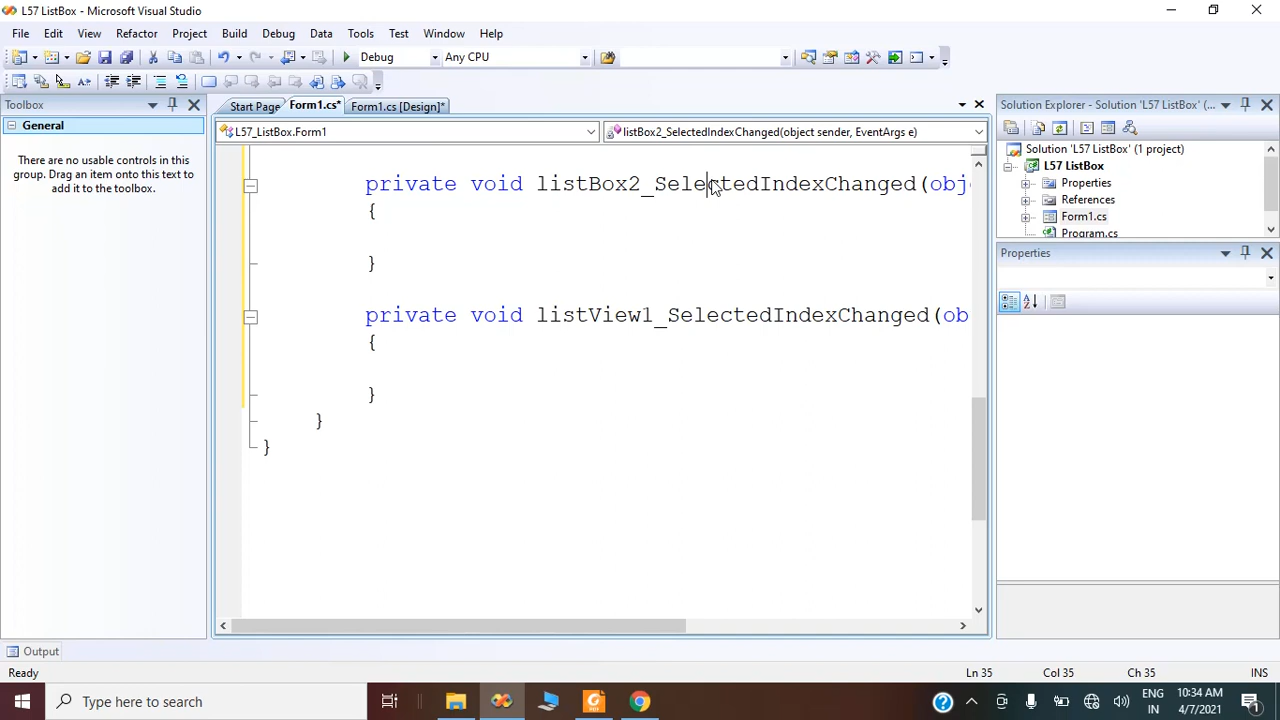 L57 ListBox - Microsoft Visual Studio
File Edit View Refactor Project Build Debug Data Tools Test Window Help
Debug Any CPU
Toolbox
Start Page Form1.cs* Form1.cs [Design]*
Solution Explorer - Solution 'L57 ListBox' (...
General
L57_ListBox.Form1
listBox2_SelectedIndexChanged(object sender, EventArgs e)
There are no usable controls in this
group. Drag an item onto this text to
add it to the toolbox.
Solution 'L57 ListBox' (1 project)
L57 ListBox
Properties
References
Form1.cs
Program.cs
private void listBox2_SelectedIndexChanged(obj
{
}
private void listView1_SelectedIndexChanged(ob
{
}
}
}
Properties
Output
Ready Ln 35 Col 35 Ch 35 INS
Type here to search
ENG
IN
10:34 AM
4/7/2021
1